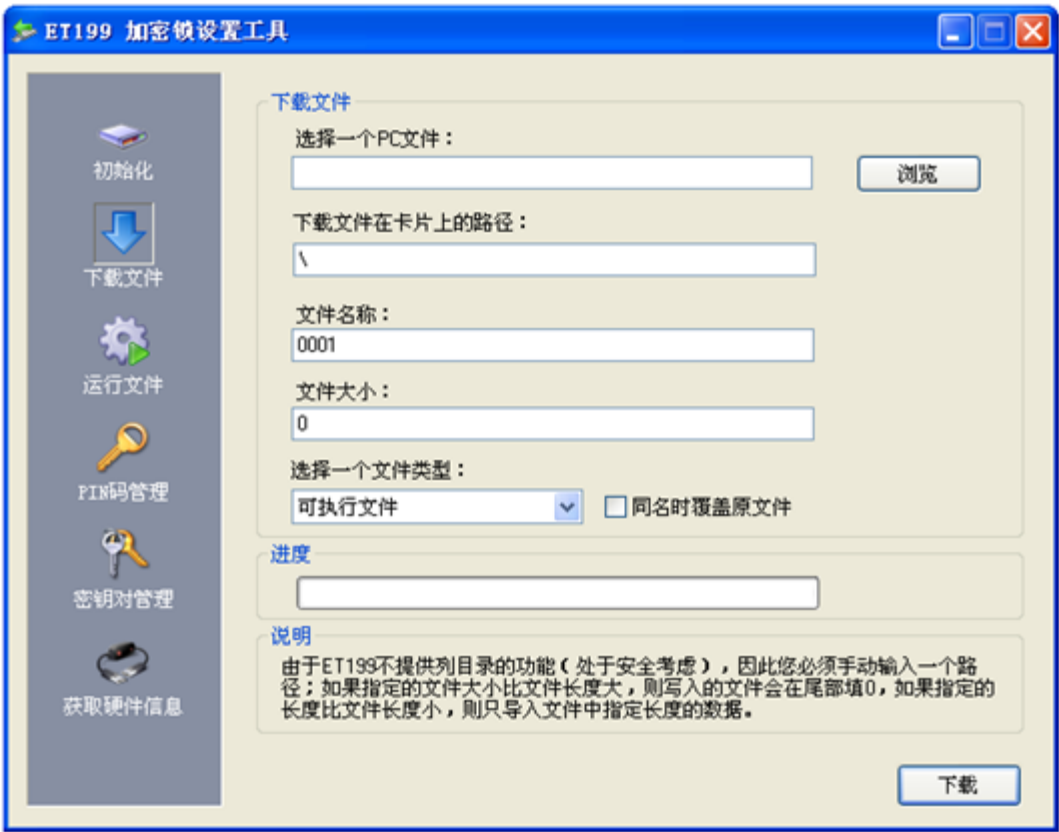 ET199 加密锁设置工具
初始化
下载文件
运行文件
PIN码管理
密钥对管理
获取硬件信息
下载文件
选择一个PC文件：
浏览
下载文件在卡片上的路径：
\
文件名称：
0001
文件大小：
0
选择一个文件类型：
可执行文件
同名时覆盖原文件
进度
说明
由于ET199不提供列目录的功能（处于安全考虑），因此您必须手动输入一个路
径；如果指定的文件大小比文件长度大，则写入的文件会在尾部填0，如果指定的
长度比文件长度小，则只导入文件中指定长度的数据。
下载